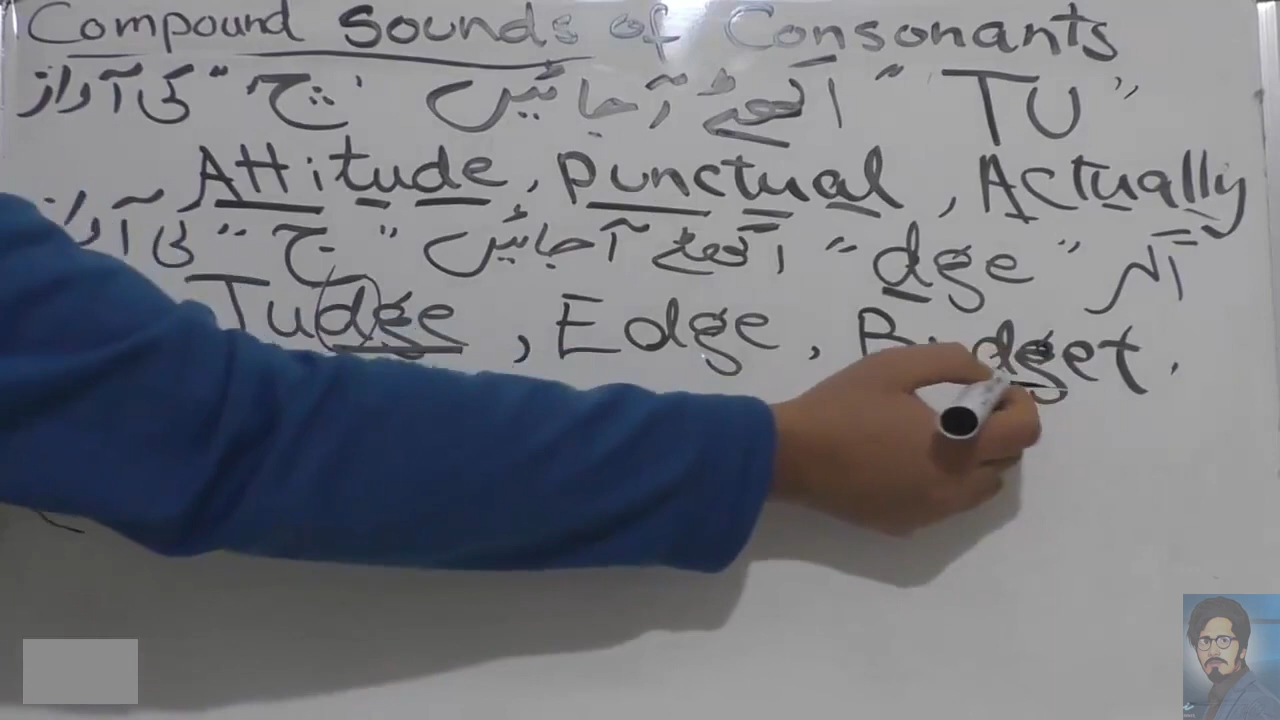 Compound Sounds of Consonants
"TU" اکھٹے آجائیں "چ" کی آواز
Attitude, Punctual, Actually
اگر "dge" اکھٹے آجائیں "ج" کی آواز
Judge, Edge, Budget.